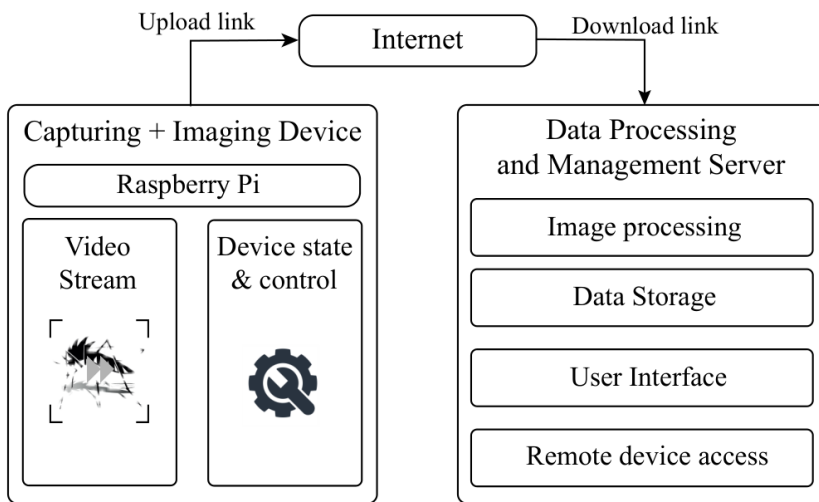 Upload link
Internet
Download link
Capturing + Imaging Device
Raspberry Pi
Video
Stream
Device state
& control
Data Processing
and Management Server
Image processing
Data Storage
User Interface
Remote device access